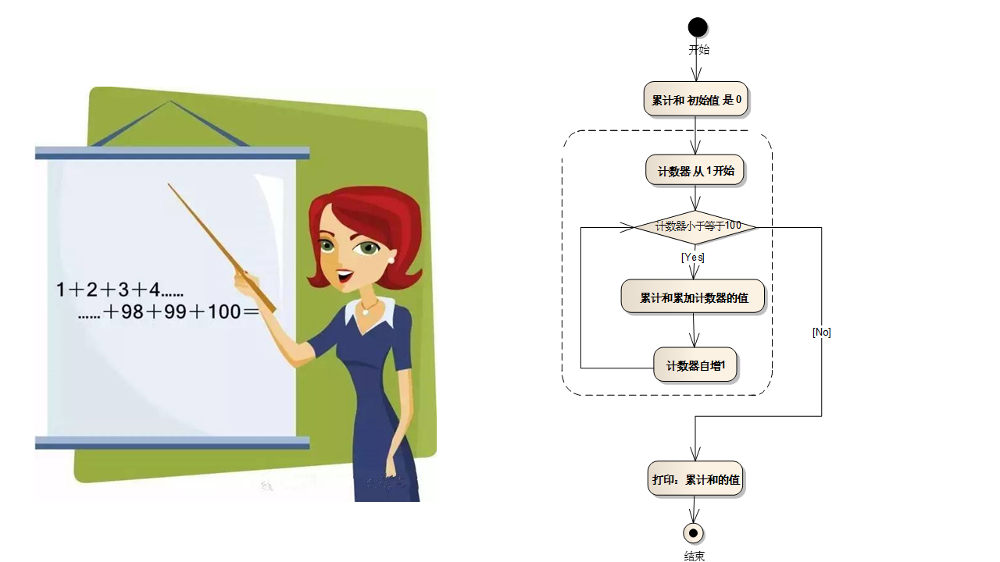 1＋2＋3＋4……
……＋98＋99＋100＝
开始
累计和 初始值 是 0
计数器 从 1 开始
计数器小于等于100
[Yes]
累计和累加计数器的值
[No]
计数器自增1
打印：累计和的值
结束